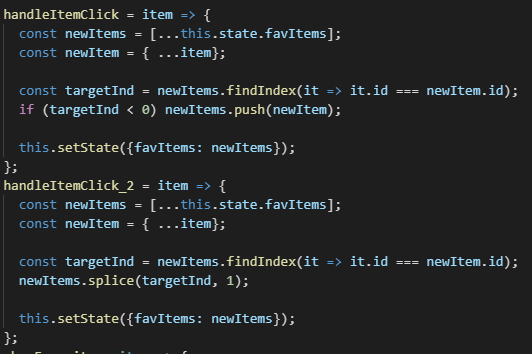 handleItemClick = item => {
  const newItems = [...this.state.favItems];
  const newItem = { ...item};

  const targetInd = newItems.findIndex(it => it.id === newItem.id);
  if (targetInd < 0) newItems.push(newItem);

  this.setState({favItems: newItems});
};
handleItemClick_2 = item => {
  const newItems = [...this.state.favItems];
  const newItem = { ...item};

  const targetInd = newItems.findIndex(it => it.id === newItem.id);
  newItems.splice(targetInd, 1);

  this.setState({favItems: newItems});
};